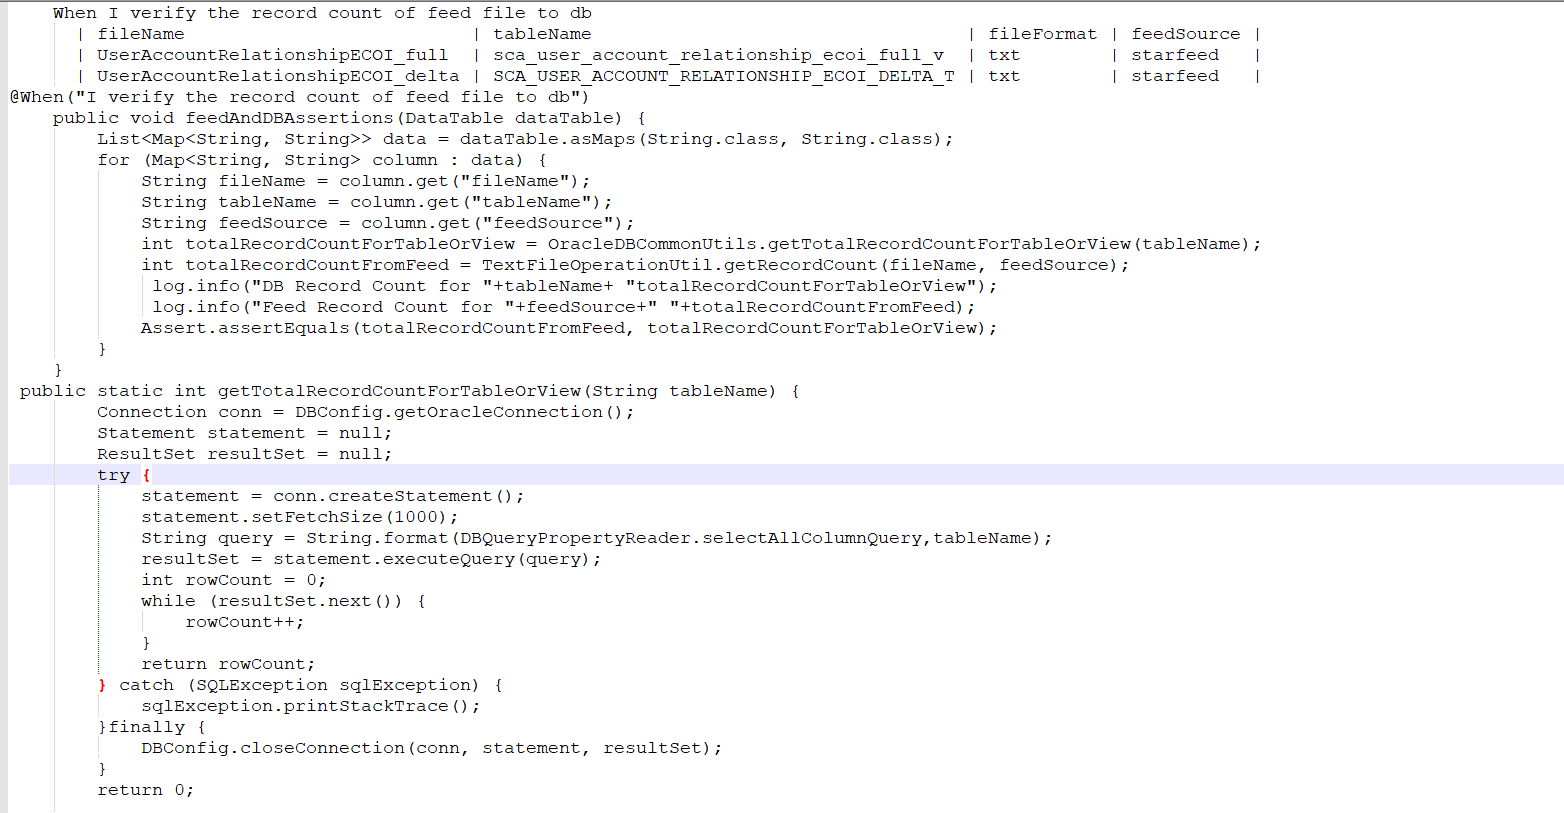 When I verify the record count of feed file to db
| fileName | tableName | fileFormat | feedSource |
| UserAccountRelationshipECOI_full | sca_user_account_relationship_ecoi_full_v | txt | starfeed |
| UserAccountRelationshipECOI_delta | SCA_USER_ACCOUNT_RELATIONSHIP_ECOI_DELTA_T | txt | starfeed |
@When("I verify the record count of feed file to db")
public void feedAndDBAssertions(DataTable dataTable) {
List<Map<String, String>> data = dataTable.asMaps(String.class, String.class);
for (Map<String, String> column : data) {
String fileName = column.get("fileName");
String tableName = column.get("tableName");
String feedSource = column.get("feedSource");
int totalRecordCountForTableOrView = OracleDBCommonUtils.getTotalRecordCountForTableOrView(tableName);
int totalRecordCountFromFeed = TextFileOperationUtil.getRecordCount(fileName, feedSource);
log.info("DB Record Count for "+tableName+ "totalRecordCountForTableOrView");
log.info("Feed Record Count for "+feedSource+" "+totalRecordCountFromFeed);
Assert.assertEquals(totalRecordCountFromFeed, totalRecordCountForTableOrView);
}
}
public static int getTotalRecordCountForTableOrView(String tableName) {
Connection conn = DBConfig.getOracleConnection();
Statement statement = null;
ResultSet resultSet = null;
try {
statement = conn.createStatement();
statement.setFetchSize(1000);
String query = String.format(DBQueryPropertyReader.selectAllColumnQuery,tableName);
resultSet = statement.executeQuery(query);
int rowCount = 0;
while (resultSet.next()) {
rowCount++;
}
return rowCount;
} catch (SQLException sqlException) {
sqlException.printStackTrace();
}finally {
DBConfig.closeConnection(conn, statement, resultSet);
}
return 0;